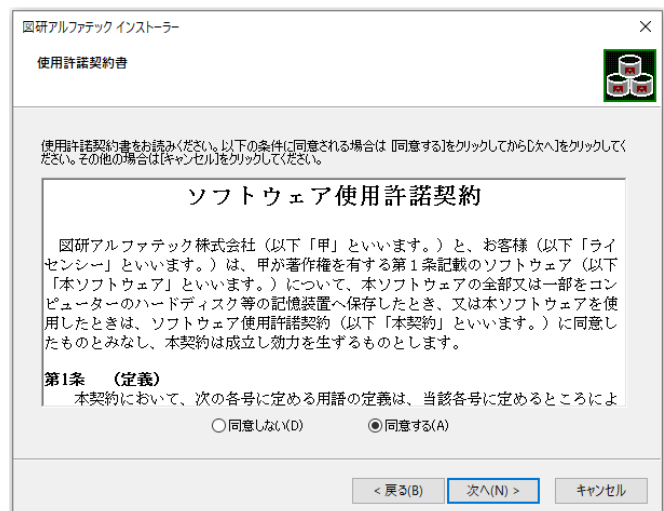 図研アルファテック インストーラー
使用許諾契約書
使用許諾契約書をお読みください。以下の条件に同意される場合は [同意する]をクリックしてから[次へ]をクリックしてく
ださい。その他の場合は[キャンセル]をクリックしてください。
ソフトウェア使用許諾契約
図研アルファテック株式会社（以下「甲」といいます。）と、お客様（以下「ライ
センシー」といいます。）は、甲が著作権を有する第１条記載のソフトウェア（以下
「本ソフトウェア」といいます。）について、本ソフトウェアの全部又は一部をコン
ピューターのハードディスク等の記憶装置へ保存したとき、又は本ソフトウェアを使
用したときは、ソフトウェア使用許諾契約（以下「本契約」といいます。）に同意し
たものとみなし、本契約は成立し効力を生ずるものとします。
第1条　（定義）
本契約において、次の各号に定める用語の定義は、当該各号に定めるところによ
同意しない(D) 同意する(A)
< 戻る(B) 次へ(N) > キャンセル